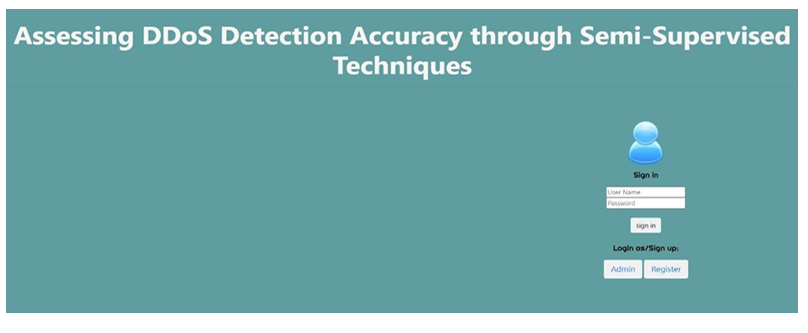 Assessing DDoS Detection Accuracy through Semi-Supervised
Techniques
Sign in
User Name
Password
sign in
Login as/Sign up:
Admin Register